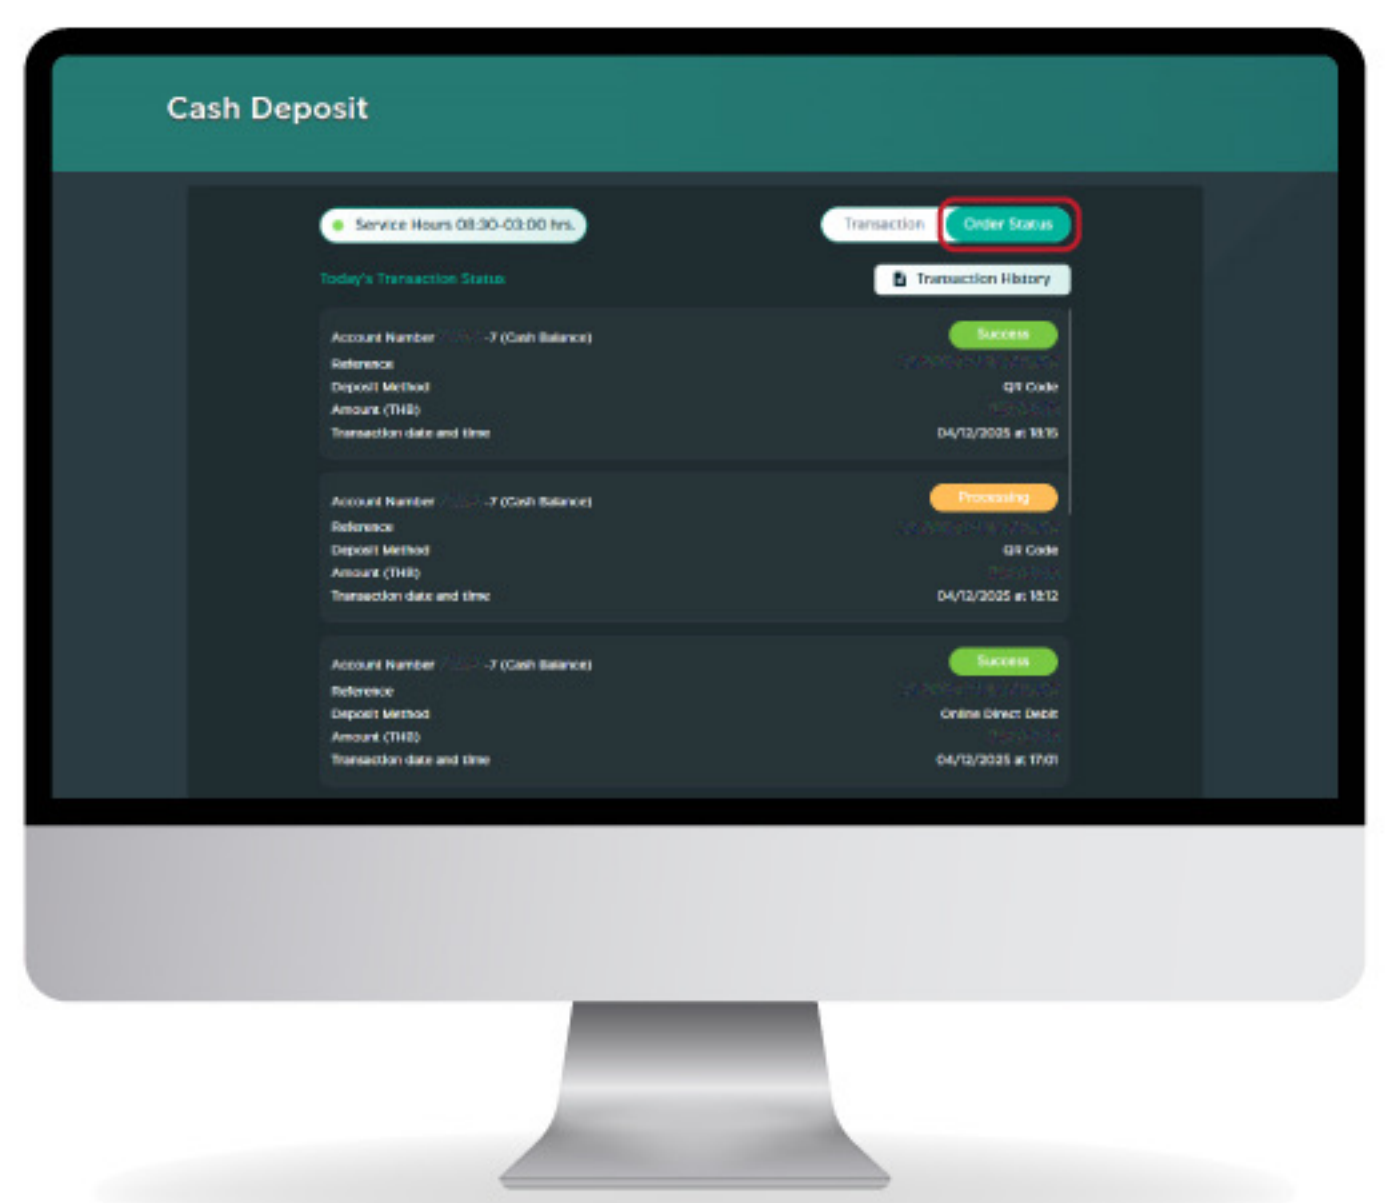 Cash Deposit
Service Hours 08:30-03:00 hrs.
Transaction Order Status
Today's Transaction Status
Transaction History
Account Number -7 (Cash Balance) Success
Reference
Deposit Method QR Code
Amount (THB)
Transaction date and time 04/12/2025 at 18:15
Account Number -7 (Cash Balance) Processing
Reference
Deposit Method QR Code
Amount (THB)
Transaction date and time 04/12/2025 at 18:12
Account Number -7 (Cash Balance) Success
Reference
Deposit Method Online Direct Debit
Amount (THB)
Transaction date and time 04/12/2025 at 17:01